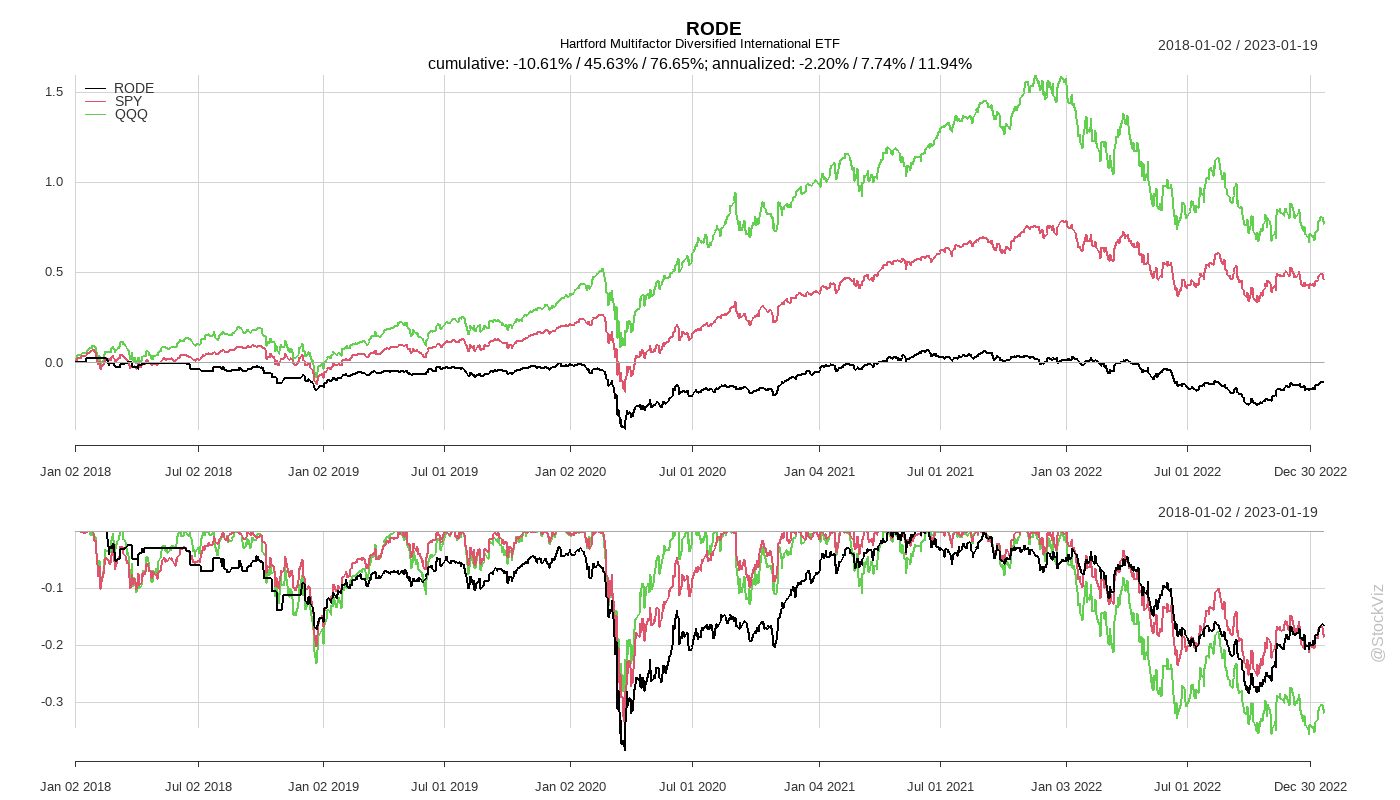 RODE
Hartford Multifactor Diversified International ETF
2018-01-02 / 2023-01-19
cumulative: -10.61% / 45.63% / 76.65%; annualized: -2.20% / 7.74% / 11.94%
RODE
SPY
QQQ
1.5
1.0
0.5
0.0
Jan 02 2018 Jul 02 2018 Jan 02 2019 Jul 01 2019 Jan 02 2020 Jul 01 2020 Jan 04 2021 Jul 01 2021 Jan 03 2022 Jul 01 2022 Dec 30 2022
2018-01-02 / 2023-01-19
-0.1
-0.2
-0.3
Jan 02 2018 Jul 02 2018 Jan 02 2019 Jul 01 2019 Jan 02 2020 Jul 01 2020 Jan 04 2021 Jul 01 2021 Jan 03 2022 Jul 01 2022 Dec 30 2022
@StockViz